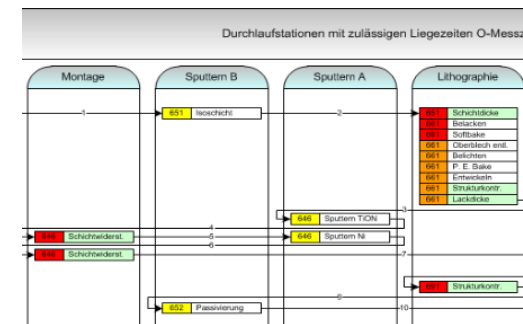 Durchlaufstationen mit zulässigen Liegezeiten O-Messz
Montage
Sputtern B
Sputtern A
Lithographie
1
651 Isoschicht
2
661 Schichtdicke
661 Belacken
661 Softbake
661 Oberblech entl.
661 Belichten
661 P. E. Bake
661 Entwickeln
661 Strukturkontr.
661 Lackdicke
3
646 Sputtern TiON
4
646 Schichtwiderst.
5
646 Sputtern Ni
6
646 Schichtwiderst.
7
661 Strukturkontr.
652 Passivierung
10